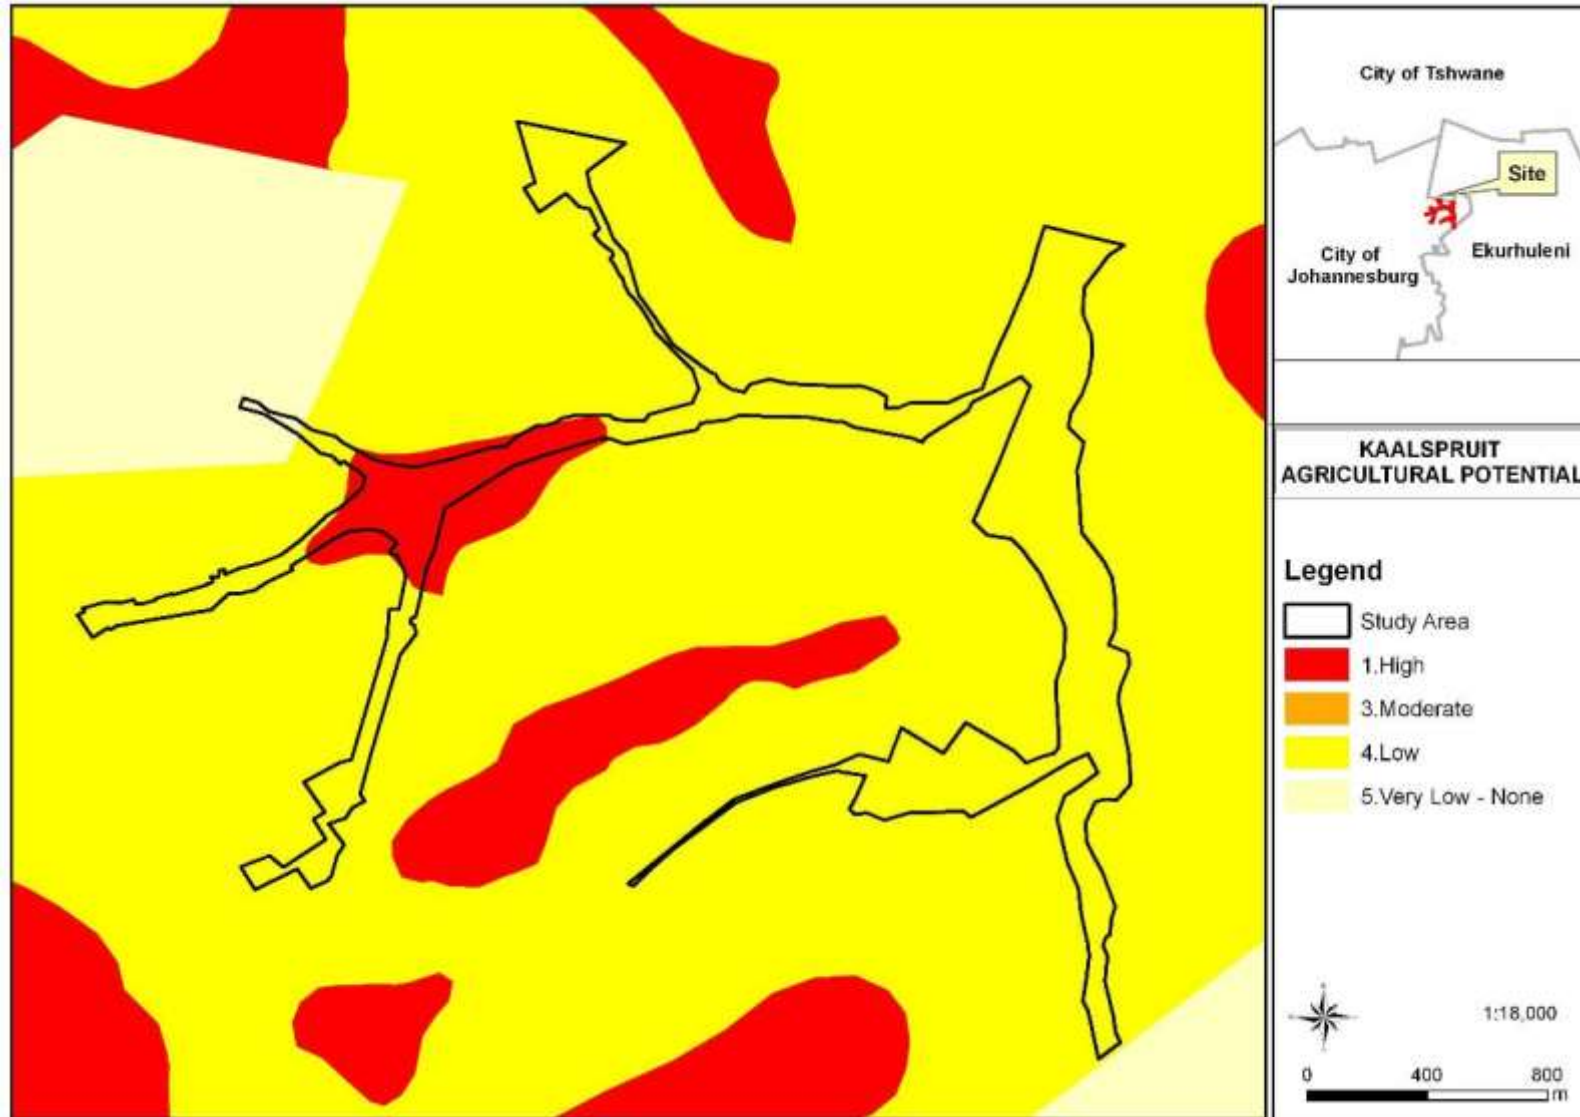 City of Tshwane
Site
City of
Johannesburg
Ekurhuleni
KAALSPRUIT
AGRICULTURAL POTENTIAL
Legend
Study Area
1.High
3.Moderate
4.Low
5.Very Low - None
1:18,000
0 400 800
m